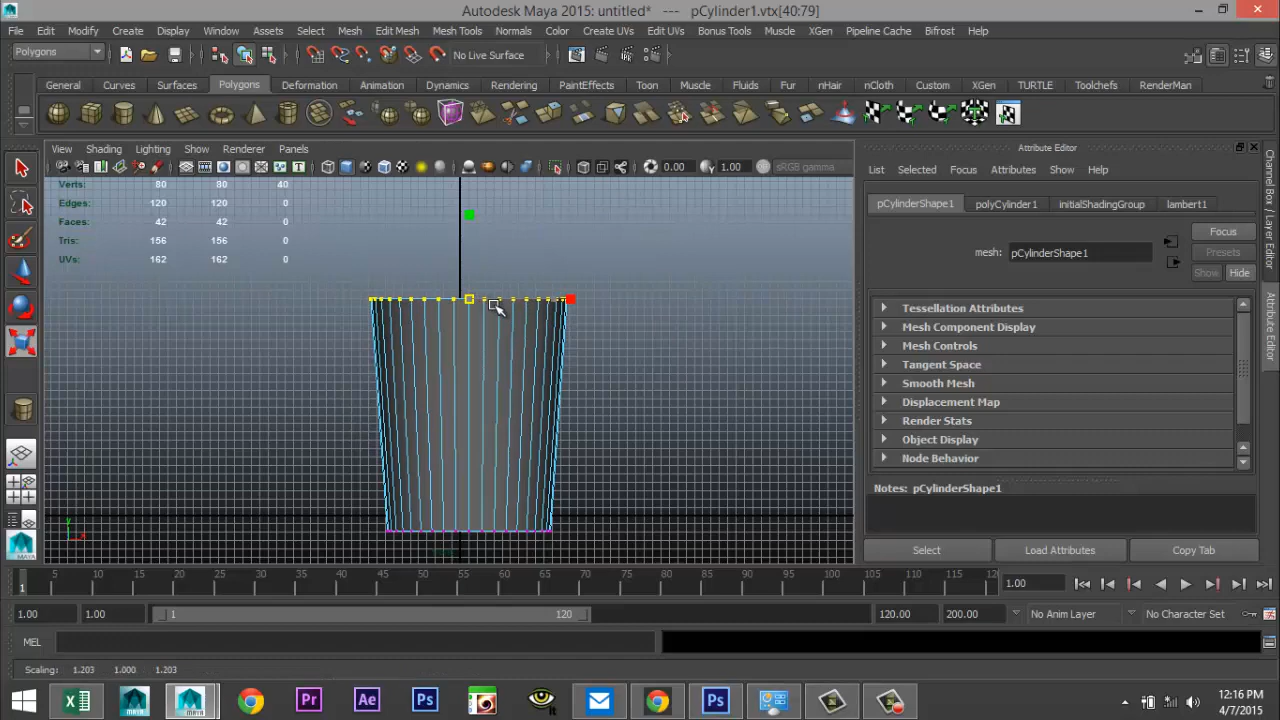 Autodesk Maya 2015: untitled* --- pCylinder1.vtx[40:79]
File Edit Modify Create Display Window Assets Select Mesh Edit Mesh Mesh Tools Normals Color Create UVs Edit UVs Bonus Tools Muscle XGen Pipeline Cache Bifrost Help
Polygons No Live Surface
General Curves Surfaces Polygons Deformation Animation Dynamics Rendering PaintEffects Toon Muscle Fluids Fur nHair nCloth Custom XGen TURTLE Toolchefs RenderMan
View Shading Lighting Show Renderer Panels
Attribute Editor
0.00 1.00 sRGB gamma
List Selected Focus Attributes Show Help
Verts: 80 80 40
Edges: 120 120 0
Faces: 42 42 0
Tris: 156 156 0
UVs: 162 162 0
pCylinderShape1 polyCylinder1 initialShadingGroup lambert1
Focus
mesh: pCylinderShape1
Presets
Show Hide
Tessellation Attributes
Mesh Component Display
Mesh Controls
Tangent Space
Smooth Mesh
Displacement Map
Render Stats
Object Display
Node Behavior
Notes: pCylinderShape1
Select Load Attributes Copy Tab
Channel Box / Layer Editor
Attribute Editor
y
1 5 10 15 20 25 30 35 40 45 50 55 60 65 70 75 80 85 90 95 100 105 110 115 120
1.00
1.00 1.00 1 120 120.00 200.00 No Anim Layer No Character Set
MEL
Scaling: 1.203 1.000 1.203
MAYA MAYA Pr Ae Ps it Ps
12:16 PM
4/7/2015